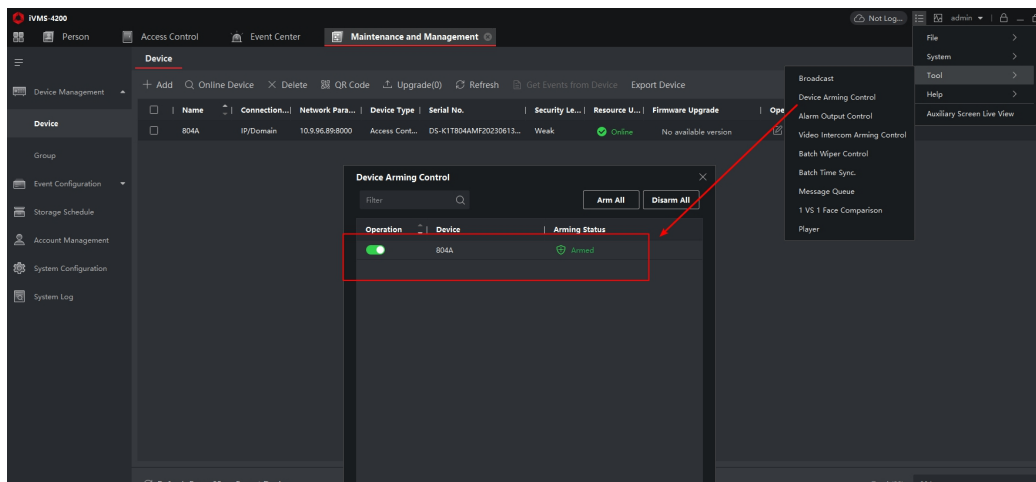 iVMS-4200
Not Log...
admin
Person
Access Control
Event Center
Maintenance and Management
File
System
Tool
Help
Auxiliary Screen Live View
Broadcast
Device Arming Control
Alarm Output Control
Video Intercom Arming Control
Batch Wiper Control
Batch Time Sync.
Message Queue
1 VS 1 Face Comparison
Player
Device Management
Device
Group
Event Configuration
Storage Schedule
Account Management
System Configuration
System Log
Device
Add Online Device Delete QR Code Upgrade(0) Refresh Get Events from Device Export Device
Name Connection... Network Para... Device Type Serial No. Security Le... Resource U... Firmware Upgrade Ope
804A IP/Domain 10.9.96.89:8000 Access Cont... DS-K1T804AMF20230613... Weak Online No available version
Device Arming Control
Filter Arm All Disarm All
Operation Device Arming Status
804A Armed